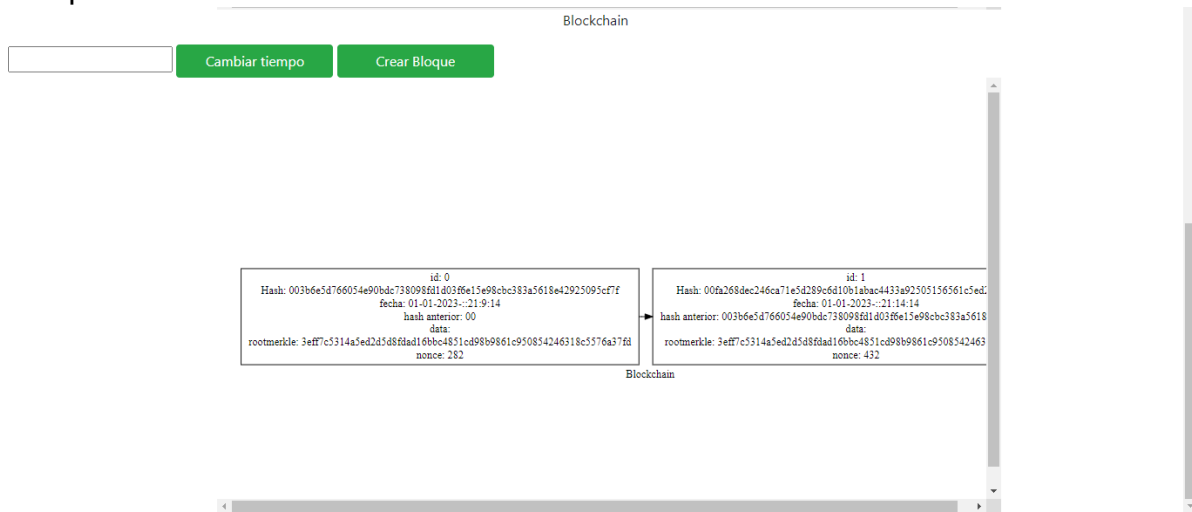 Blockchain
Cambiar tiempo
Crear Bloque
id: 0
Hash: 003b6e5d766054e90bdc738098fd1d03f6e15e98cbc383a5618e42925095cf7f
fecha: 01-01-2023-::21:9:14
hash anterior: 00
data:
rootmerkle: 3eff7c5314a5ed2d5d8fdad16bbc4851cd98b9861c950854246318c5576a37fd
nonce: 282
id: 1
Hash: 00fa268dec246ca71e5d289c6d10b1abac4433a92505156561c5ed2
fecha: 01-01-2023-::21:14:14
hash anterior: 003b6e5d766054e90bdc738098fd1d03f6e15e98cbc383a5618
data:
rootmerkle: 3eff7c5314a5ed2d5d8fdad16bbc4851cd98b9861c9508542463
nonce: 432
Blockchain